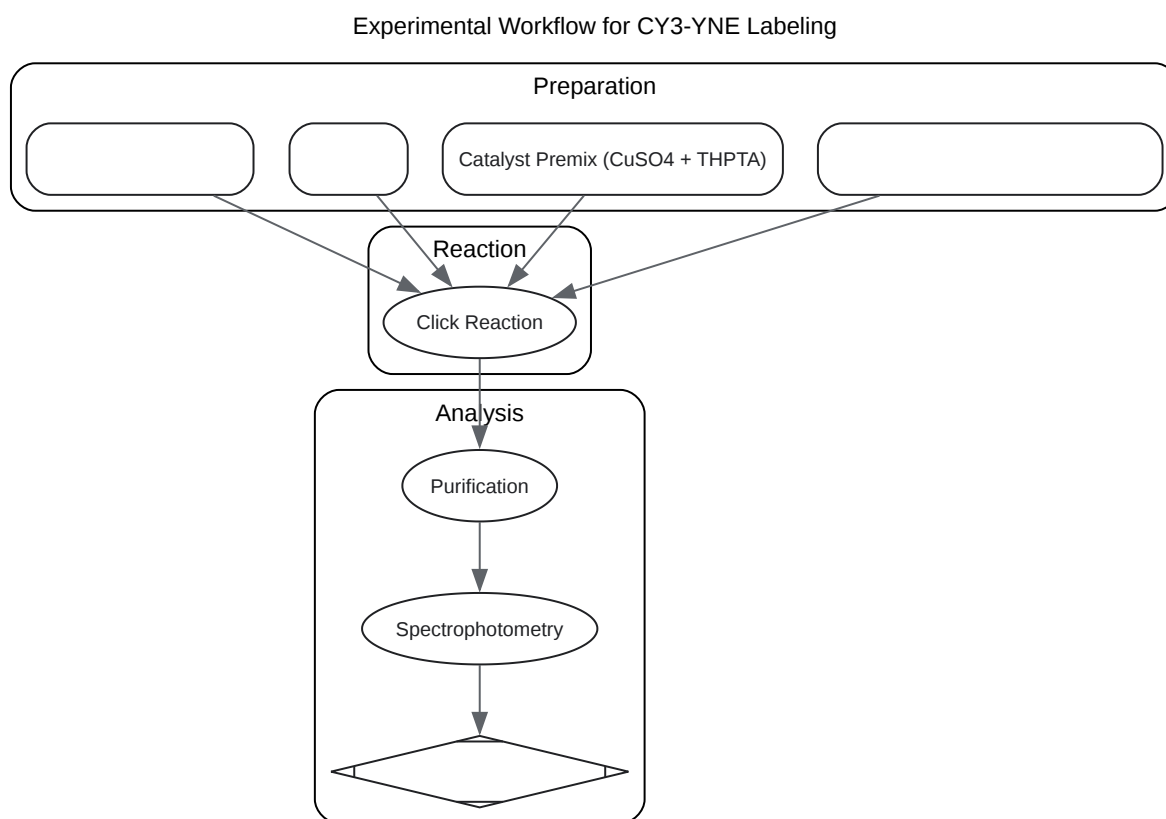 Experimental Workflow for CY3-YNE Labeling
Preparation
Catalyst Premix (CuSO4 + THPTA)
Reaction
Click Reaction
Analysis
Purification
Spectrophotometry